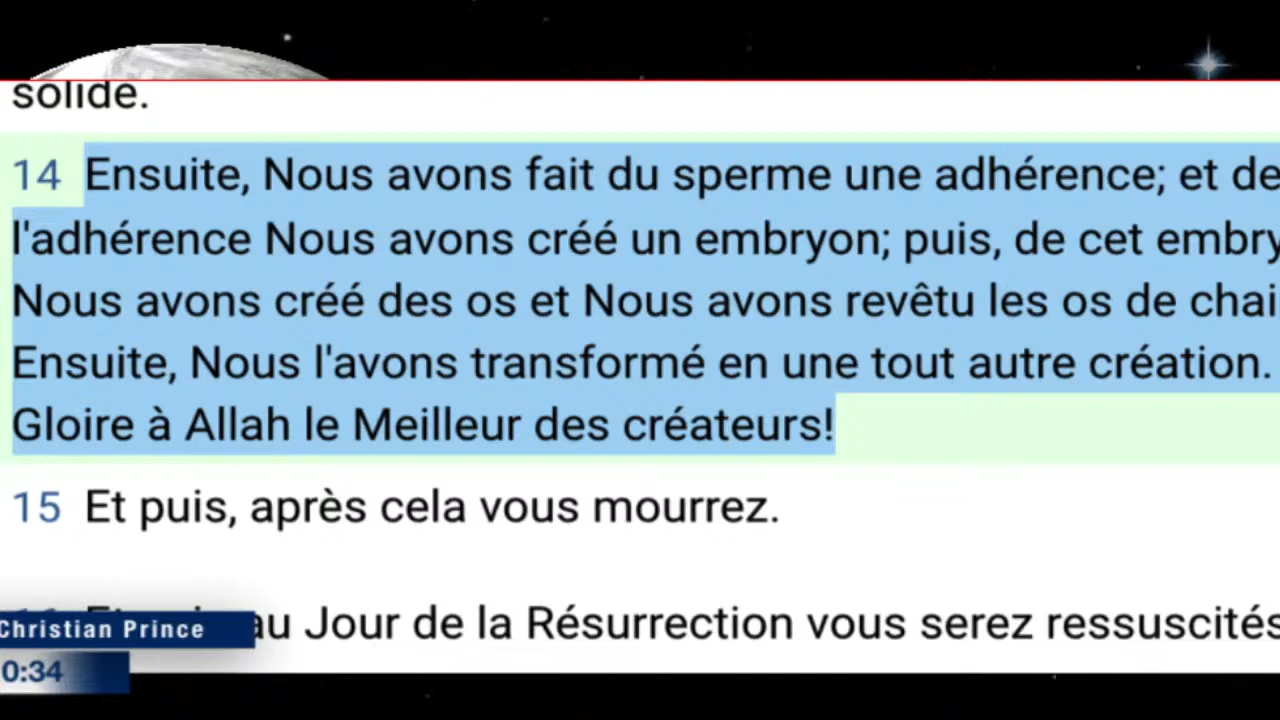 solide.
14 Ensuite, Nous avons fait du sperme une adhérence; et de
l'adhérence Nous avons créé un embryon; puis, de cet embry
Nous avons créé des os et Nous avons revêtu les os de chai
Ensuite, Nous l'avons transformé en une tout autre création.
Gloire à Allah le Meilleur des créateurs!
15 Et puis, après cela vous mourrez.
au Jour de la Résurrection vous serez ressuscités
Christian Prince
0:34